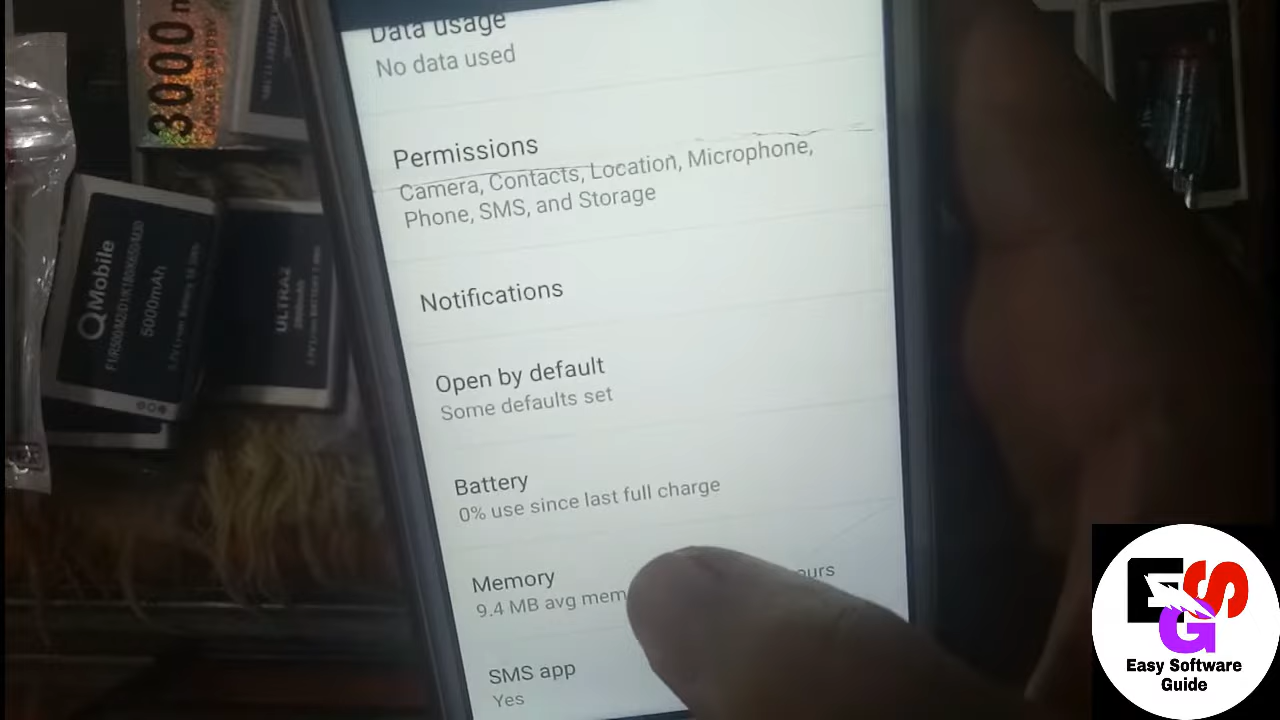 Data usage
No data used
Permissions
Camera, Contacts, Location, Microphone,
Phone, SMS, and Storage
Notifications
Open by default
Some defaults set
Battery
0% use since last full charge
Memory
9.4 MB avg mem
ours
SMS app
Yes
3000
QMobile
5000mAh
ULTRA2
ESG
Easy Software
Guide